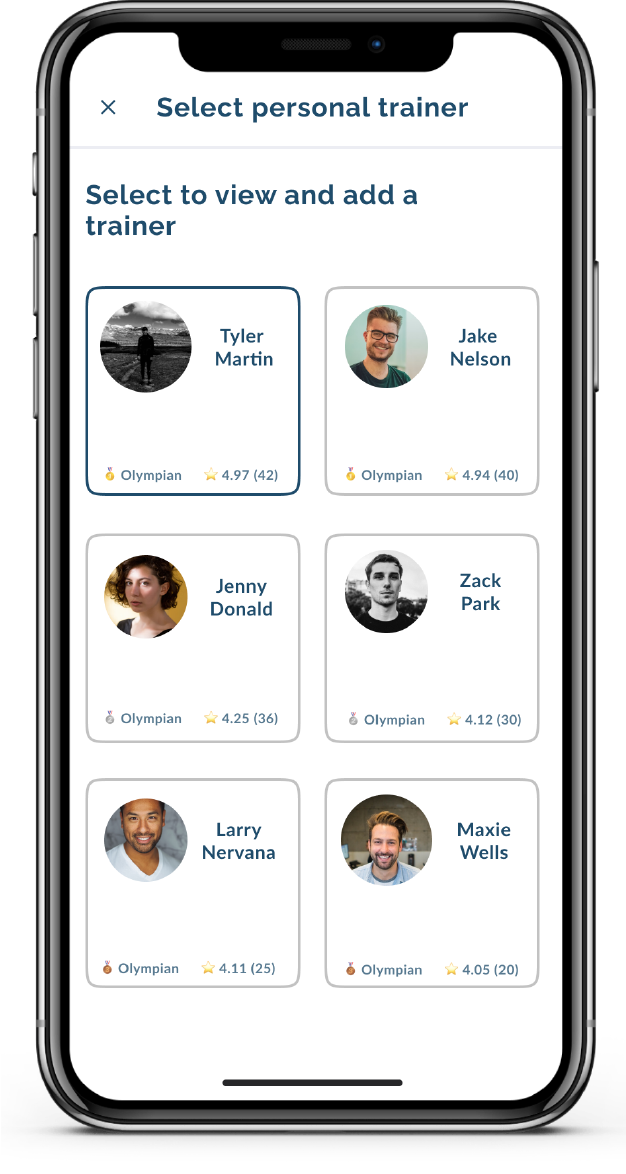 Select personal trainer
Select to view and add a
trainer
Tyler
Martin
Olympian 4.97 (42)
Jake
Nelson
Olympian 4.94 (40)
Jenny
Donald
Olympian 4.25 (36)
Zack
Park
Olympian 4.12 (30)
Larry
Nervana
Olympian 4.11 (25)
Maxie
Wells
Olympian 4.05 (20)